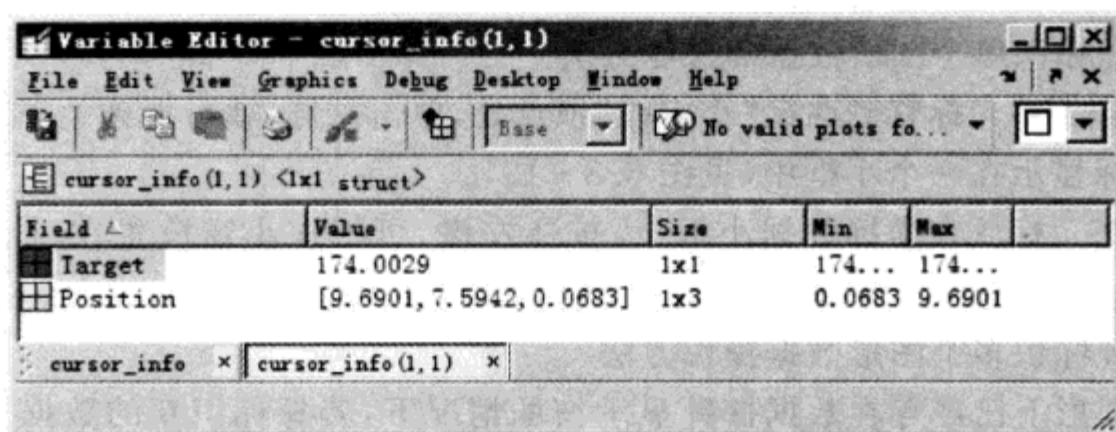 Variable Editor - cursor_info(1,1)
File Edit View Graphics Debug Desktop Window Help
Base No valid plots fo...
cursor_info(1,1) <1x1 struct>
Field Value Size Min Max
Target 174.0029 1x1 174... 174...
Position [9.6901,7.5942,0.0683] 1x3 0.0683 9.6901
cursor_info × cursor_info(1,1) ×